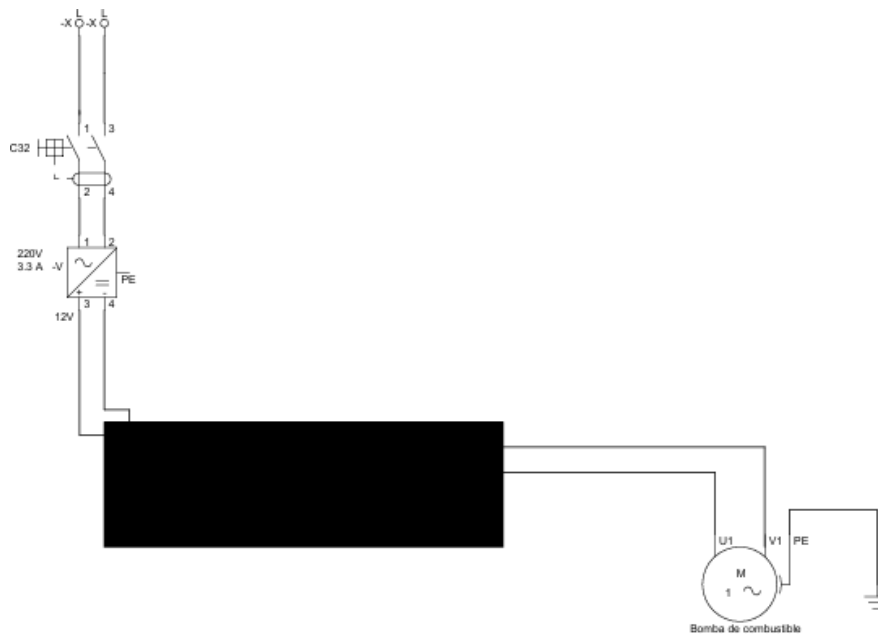 L L
-X -X
1 3
C32
L
2 4
1 2
220V
3.3 A -V
PE
+ -
3 4
12V
U1 V1 PE
M
1
Bomba de combustible